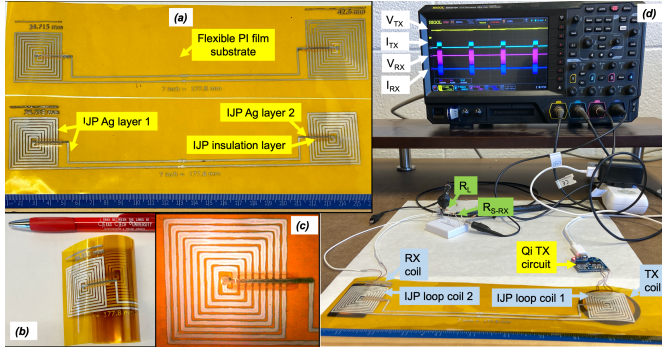 (a)
34.715 mm
42.5 mm
Flexible PI film
substrate
7 inch = 177.8 mm
IJP Ag layer 1
IJP Ag layer 2
IJP insulation layer
7 inch = 177.8 mm
(b)
177.8
(c)
(d)
V_TX
I_TX
V_RX
I_RX
RIGOL
R_L
R_S-RX
Qi TX
circuit
RX
coil
TX
coil
IJP loop coil 2
IJP loop coil 1